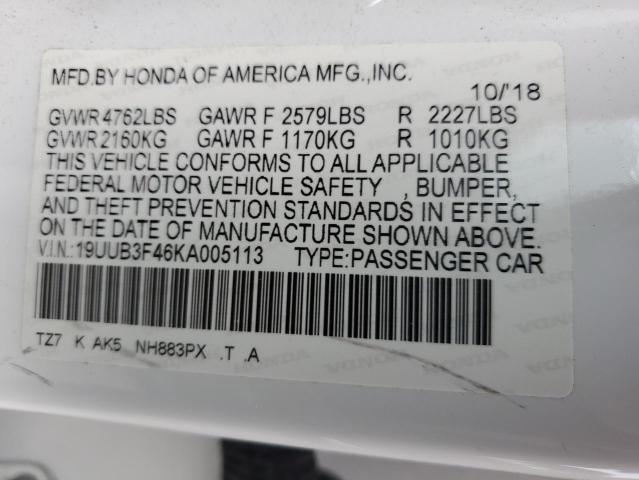 MFD.BY HONDA OF AMERICA MFG.,INC.
10/'18
GVWR 4762LBS GAWR F 2579LBS R 2227LBS
GVWR 2160KG GAWR F 1170KG R 1010KG
THIS VEHICLE CONFORMS TO ALL APPLICABLE
FEDERAL MOTOR VEHICLE SAFETY , BUMPER,
AND THEFT PREVENTION STANDARDS IN EFFECT
ON THE DATE OF MANUFACTURE SHOWN ABOVE.
V.I.N.:19UUB3F46KA005113 TYPE:PASSENGER CAR
TZ7 K AK5 NH883PX .T .A